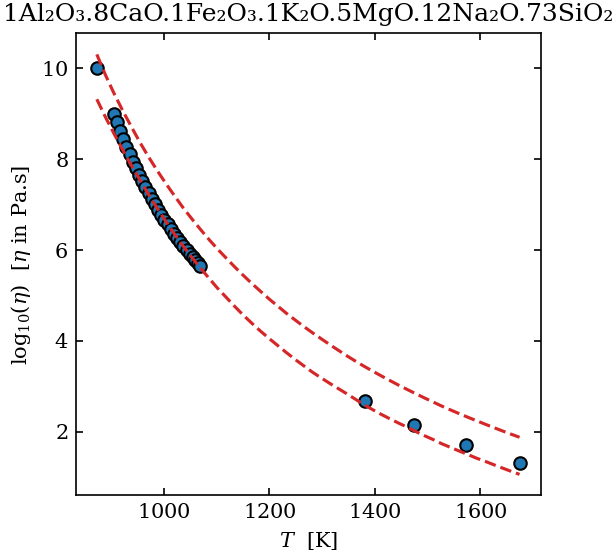 1Al₂O₃.8CaO.1Fe₂O₃.1K₂O.5MgO.12Na₂O.73SiO₂
10
8
6
4
2
log₁₀(η) [η in Pa.s]
1000 1200 1400 1600
T [K]